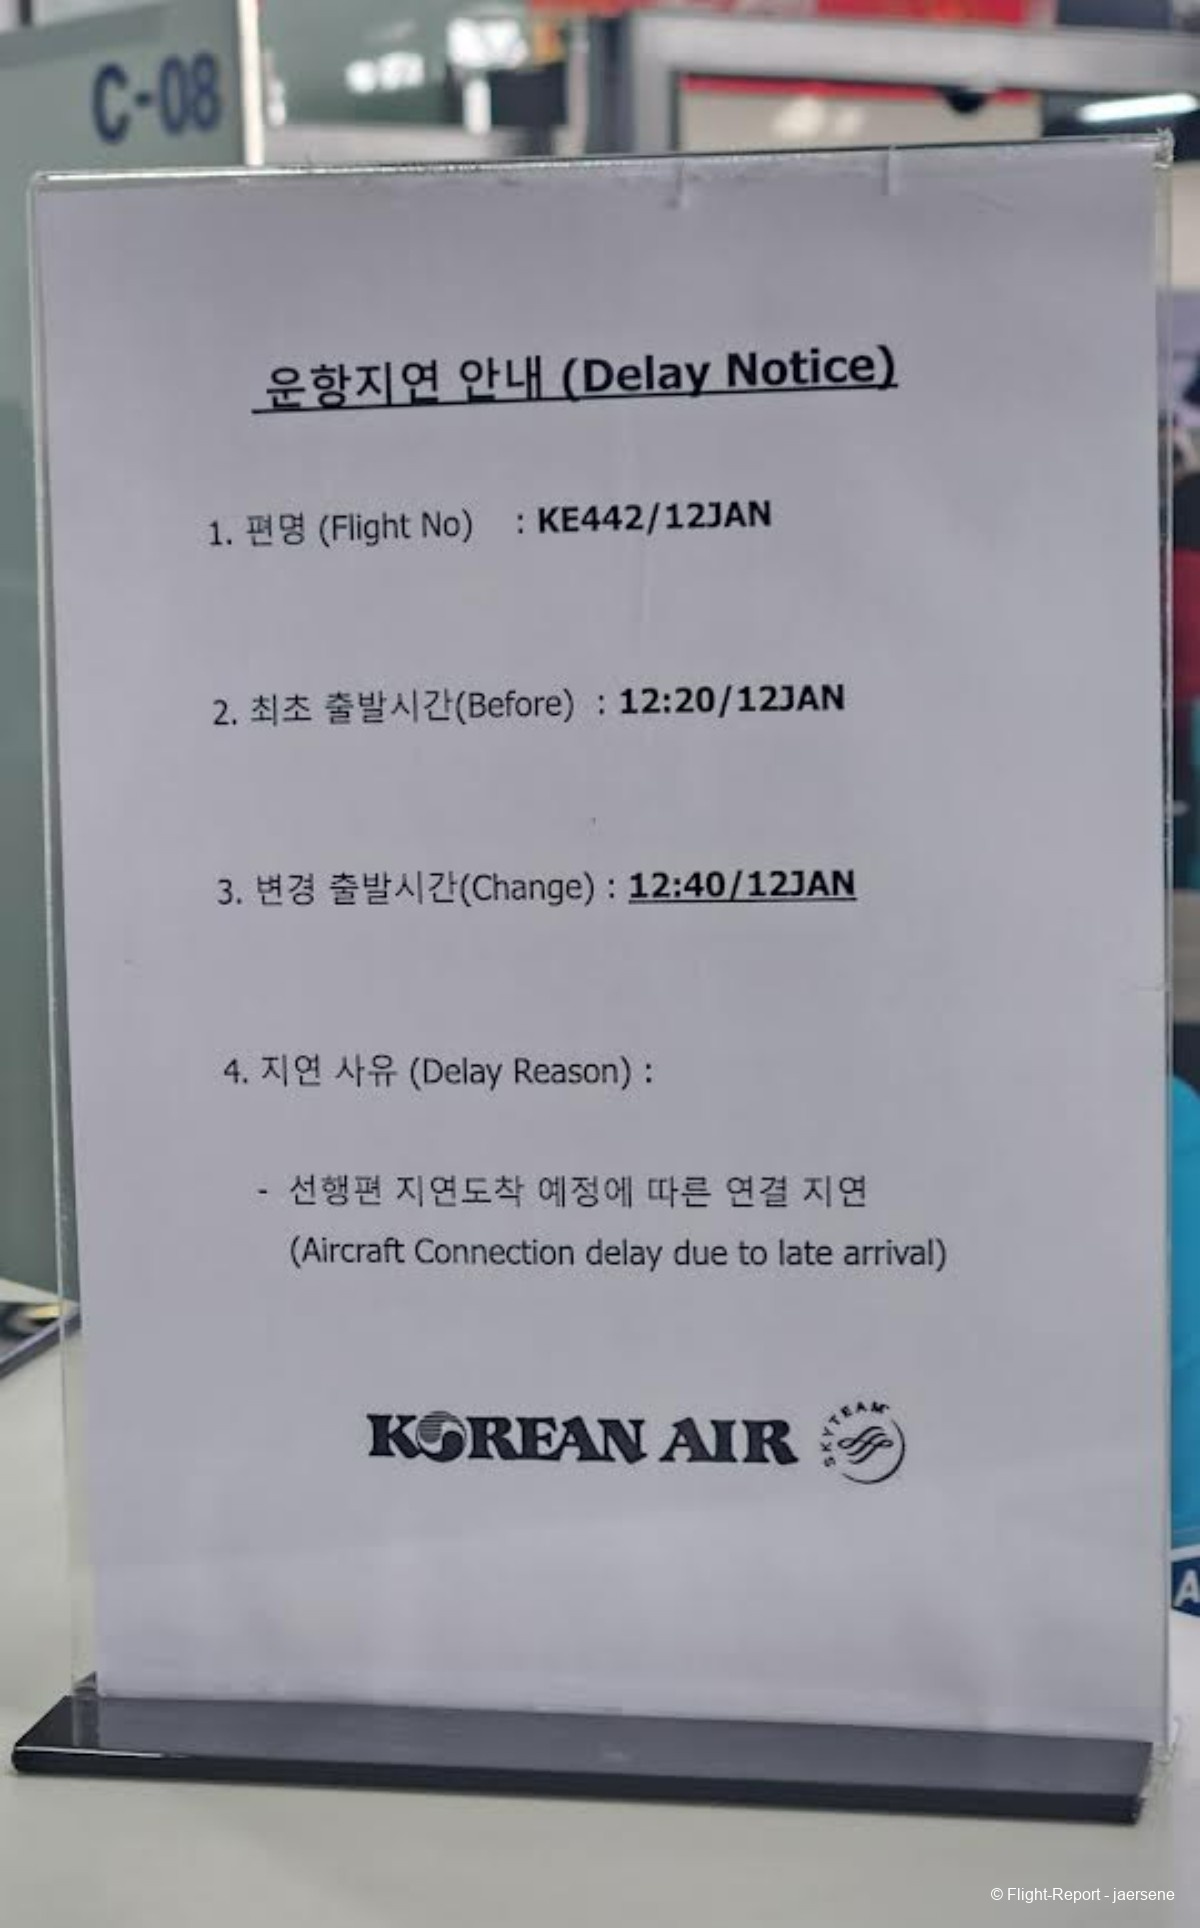 C-08
운항지연 안내 (Delay Notice)
1. 편명 (Flight No) : KE442/12JAN
2. 최초 출발시간(Before) : 12:20/12JAN
3. 변경 출발시간(Change) : 12:40/12JAN
4. 지연 사유 (Delay Reason) :
- 선행편 지연도착 예정에 따른 연결 지연
(Aircraft Connection delay due to late arrival)
KOREAN AIR SKYTEAM
A
© Flight-Report - jaersene